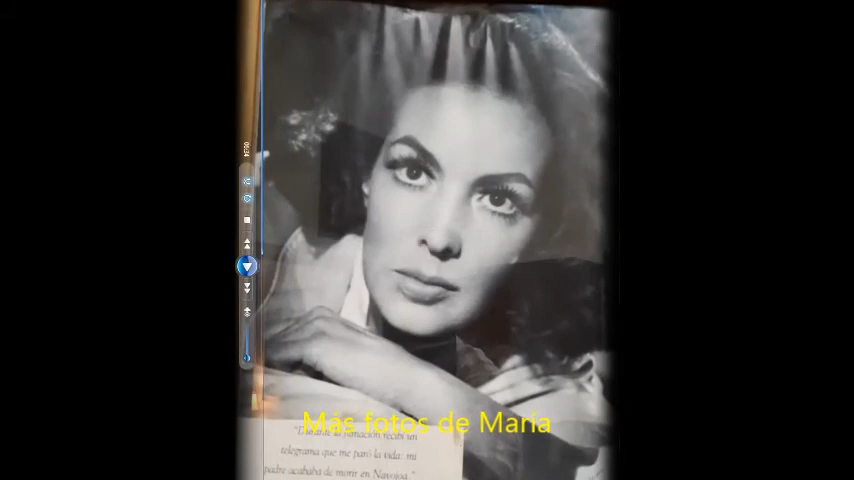 Más fotos de María
"Durante la filmación recibí un
telegrama que me paró la vida: mi
padre acababa de morir en Navojoa."